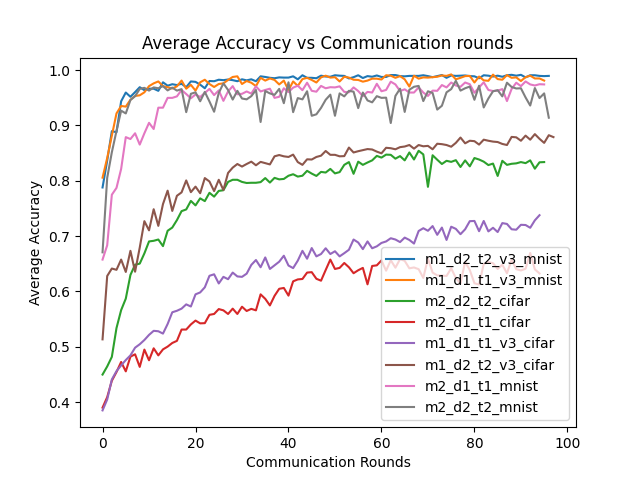 Average Accuracy vs Communication rounds
1.0
0.9
0.8
0.7
0.6
0.5
0.4
Average Accuracy
0
20
40
60
80
100
Communication Rounds
m1_d2_t2_v3_mnist
m1_d1_t1_v3_mnist
m2_d2_t2_cifar
m2_d1_t1_cifar
m1_d1_t1_v3_cifar
m1_d2_t2_v3_cifar
m2_d1_t1_mnist
m2_d2_t2_mnist